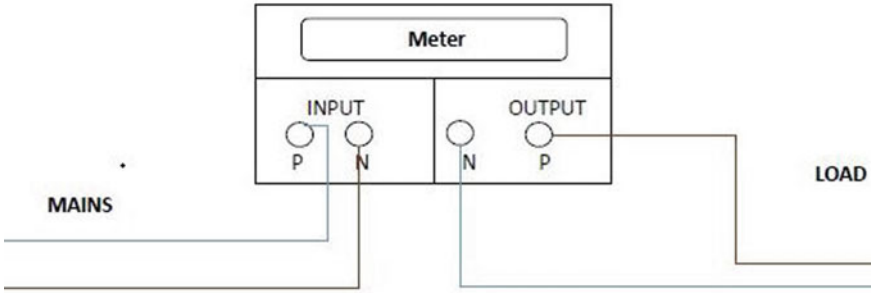 Meter
INPUT OUTPUT
P N N P
MAINS
LOAD